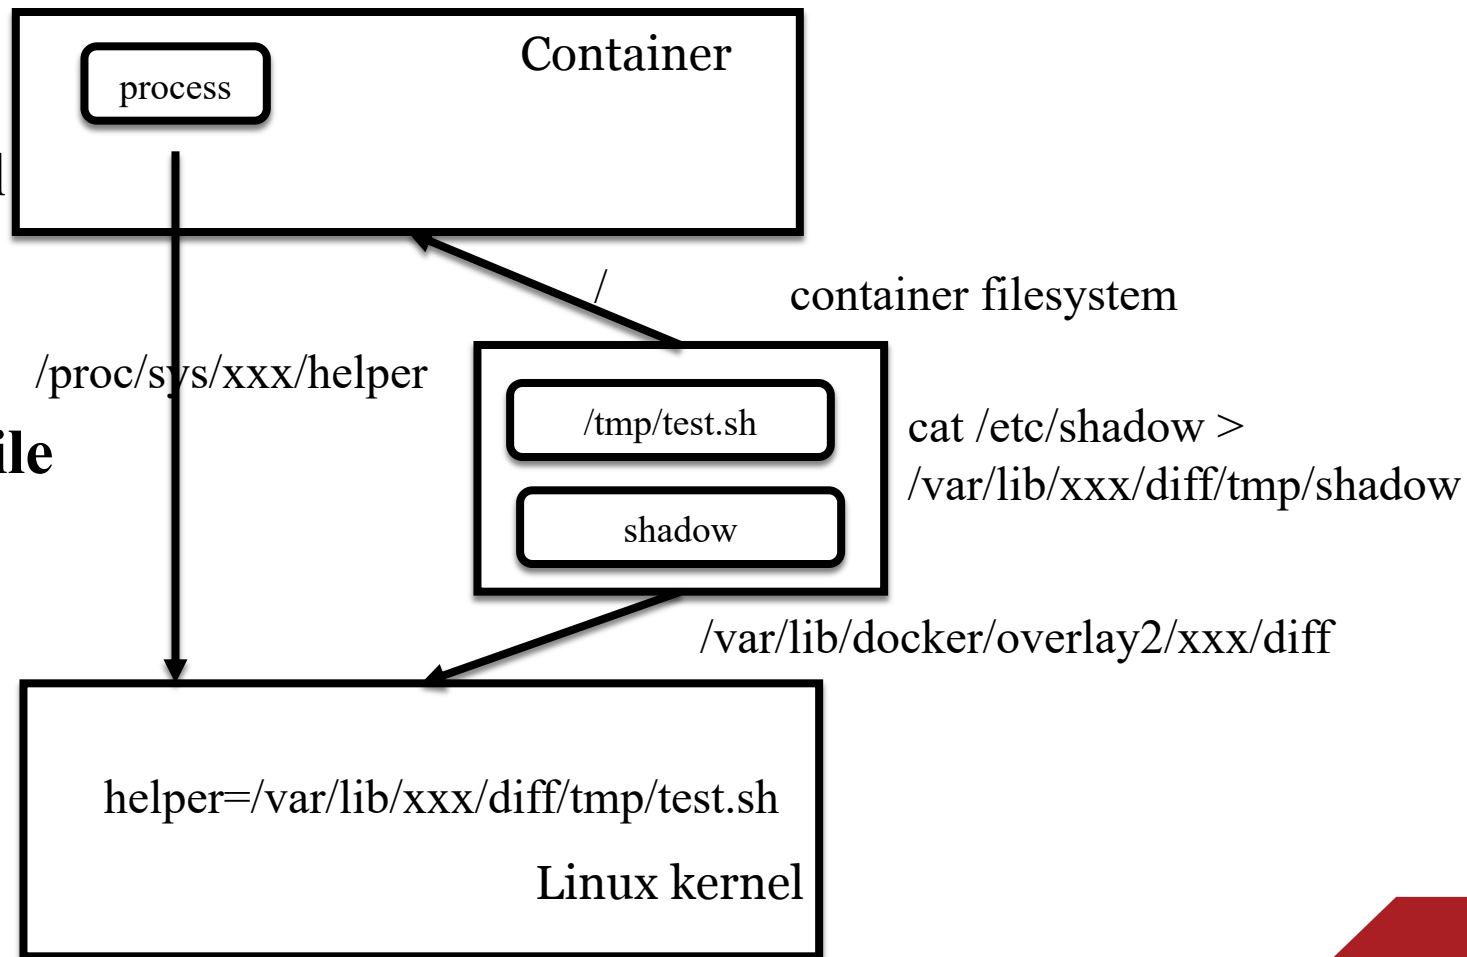 Container
process
/
container filesystem
/proc/sys/xxx/helper
/tmp/test.sh
cat /etc/shadow >
/var/lib/xxx/diff/tmp/shadow
ile
shadow
/var/lib/docker/overlay2/xxx/diff
helper=/var/lib/xxx/diff/tmp/test.sh
Linux kernel